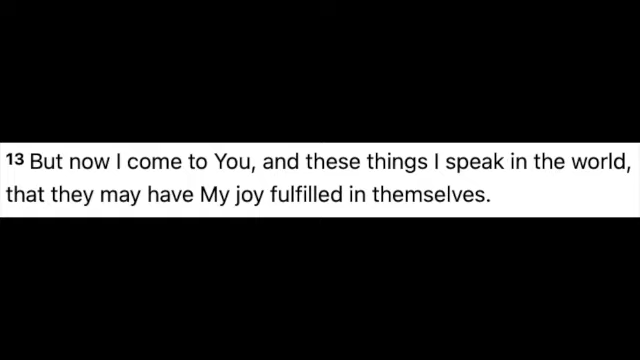 13 But now I come to You, and these things I speak in the world,
that they may have My joy fulfilled in themselves.